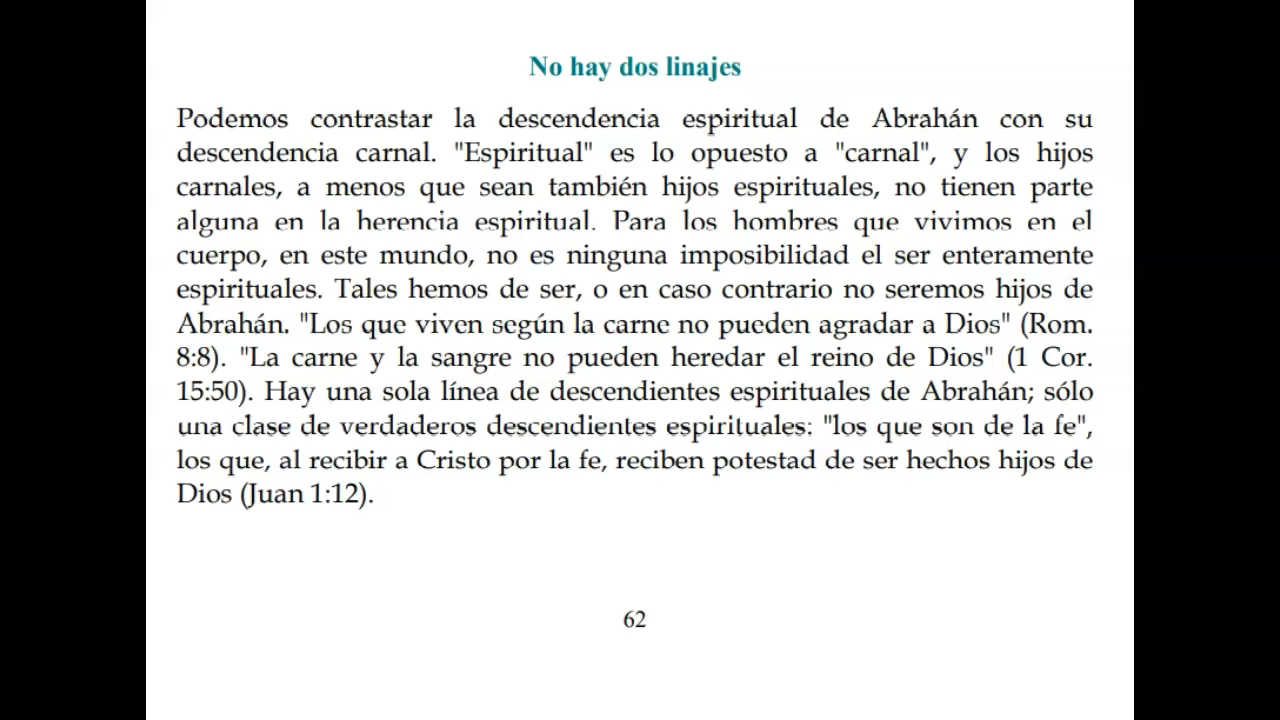 No hay dos linajes
Podemos contrastar la descendencia espiritual de Abrahán con su
descendencia carnal. "Espiritual" es lo opuesto a "carnal", y los hijos
carnales, a menos que sean también hijos espirituales, no tienen parte
alguna en la herencia espiritual. Para los hombres que vivimos en el
cuerpo, en este mundo, no es ninguna imposibilidad el ser enteramente
espirituales. Tales hemos de ser, o en caso contrario no seremos hijos de
Abrahán. "Los que viven según la carne no pueden agradar a Dios" (Rom.
8:8). "La carne y la sangre no pueden heredar el reino de Dios" (1 Cor.
15:50). Hay una sola línea de descendientes espirituales de Abrahán; sólo
una clase de verdaderos descendientes espirituales: "los que son de la fe",
los que, al recibir a Cristo por la fe, reciben potestad de ser hechos hijos de
Dios (Juan 1:12).
62